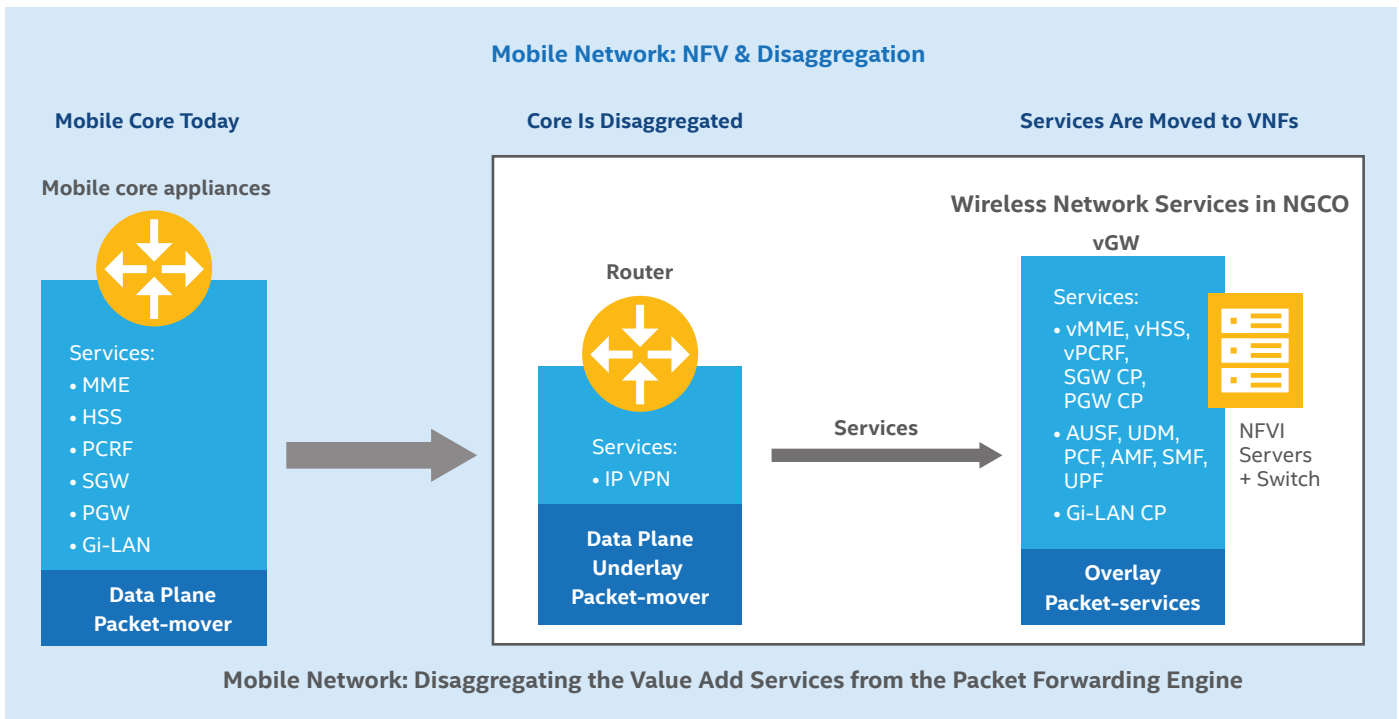 Mobile Network: NFV & Disaggregation
Mobile Core Today
Mobile core appliances
Services:
• MME
• HSS
• PCRF
• SGW
• PGW
• Gi-LAN
Data Plane
Packet-mover
Core Is Disaggregated
Router
Services:
• IP VPN
Data Plane
Underlay
Packet-mover
Services
Services Are Moved to VNFs
Wireless Network Services in NGCO
vGW
Services:
• vMME, vHSS,
vPCRF,
SGW CP,
PGW CP
• AUSF, UDM,
PCF, AMF, SMF,
UPF
• Gi-LAN CP
Overlay
Packet-services
NFVI
Servers
+ Switch
Mobile Network: Disaggregating the Value Add Services from the Packet Forwarding Engine